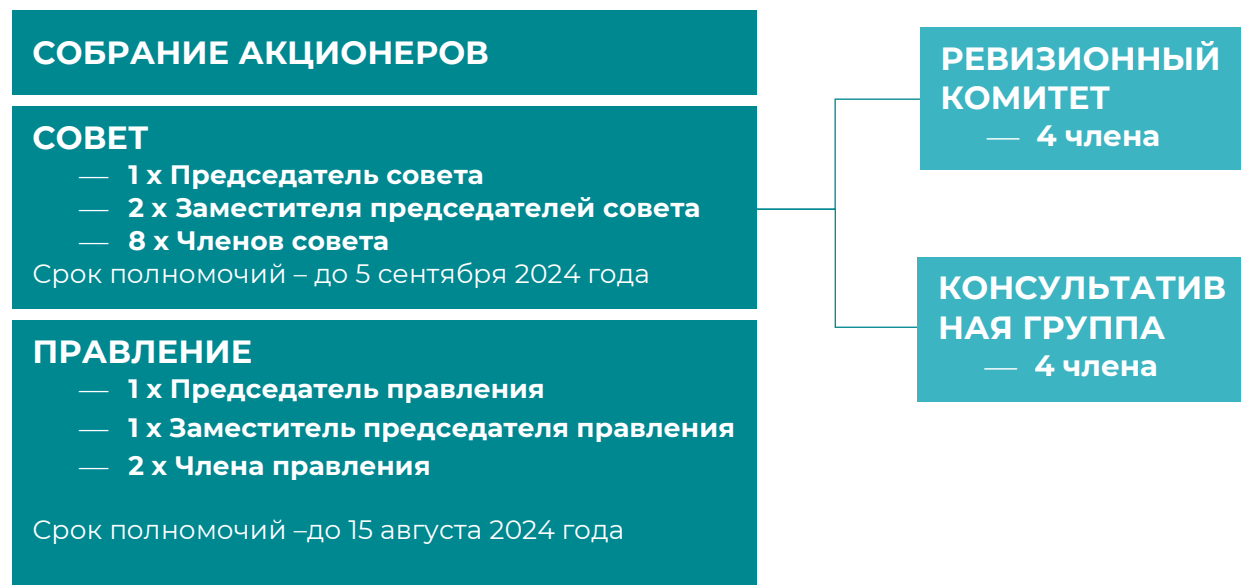 СОБРАНИЕ АКЦИОНЕРОВ
СОВЕТ
— 1 x Председатель совета
— 2 x Заместителя председателей совета
— 8 x Членов совета
Срок полномочий – до 5 сентября 2024 года
ПРАВЛЕНИЕ
— 1 x Председатель правления
— 1 x Заместитель председателя правления
— 2 x Члена правления
Срок полномочий –до 15 августа 2024 года
РЕВИЗИОННЫЙ
КОМИТЕТ
— 4 члена
КОНСУЛЬТАТИВ
НАЯ ГРУППА
— 4 члена